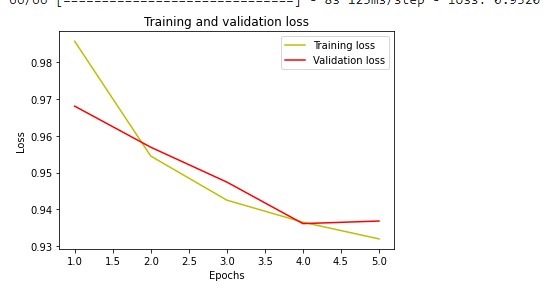 [==============================] - 8s 125ms/step - loss:
Training and validation loss
Training loss
Validation loss
Loss
0.98
0.97
0.96
0.95
0.94
0.93
1.0 1.5 2.0 2.5 3.0 3.5 4.0 4.5 5.0
Epochs